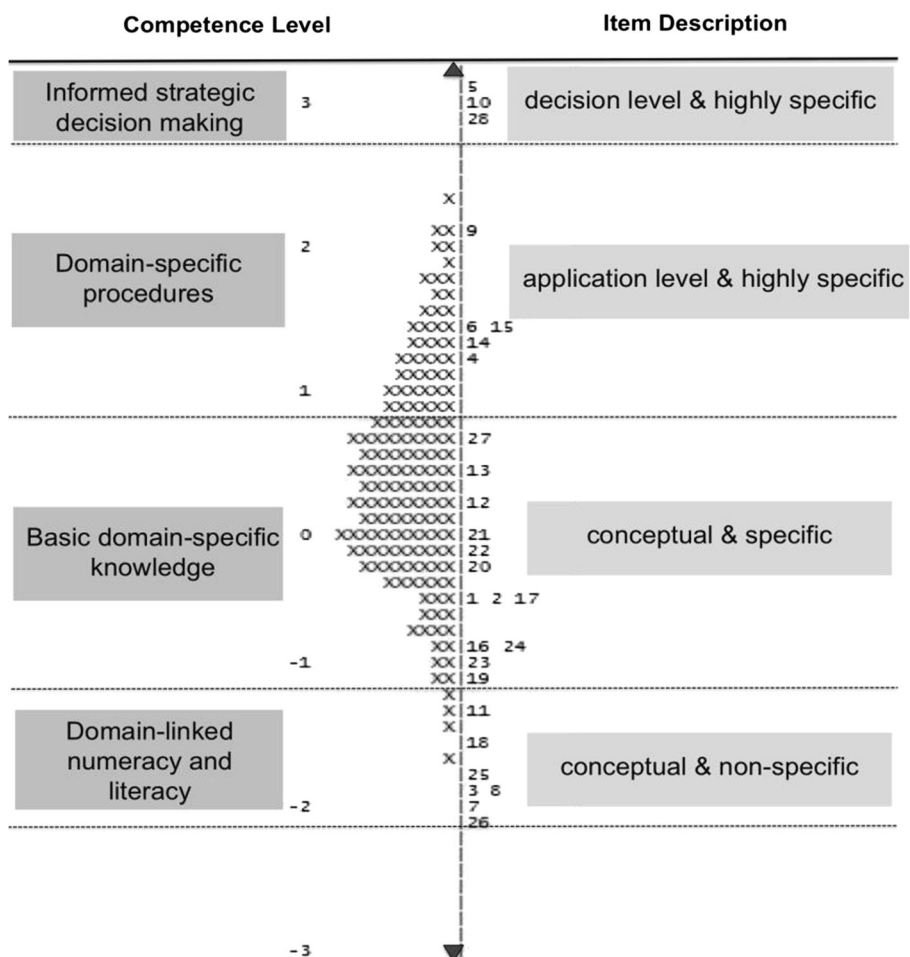 Competence Level
Item Description
Informed strategic
decision making
decision level & highly specific
5
3 10
28
Domain-specific
procedures
application level & highly specific
X
XX 9
2 XX
X
XXX
XX
XXX
XXXX 6 15
XXXX 14
XXXXX 4
XXXXX
1 XXXXXX
XXXXXX
XXXXXXX
Basic domain-specific
knowledge
conceptual & specific
XXXXXXXXX 27
XXXXXXXX
XXXXXXXXX 13
XXXXXXXX
XXXXXXXXX 12
XXXXXXXX
0 XXXXXXXXXX 21
XXXXXXXXX 22
XXXXXXXX 20
XXXXXX
XXX 1 2 17
XXX
XXXX
XX 16 24
-1 XX 23
XX 19
Domain-linked
numeracy and
literacy
conceptual & non-specific
X
X 11
X
18
X
25
3 8
-2 7
26
-3